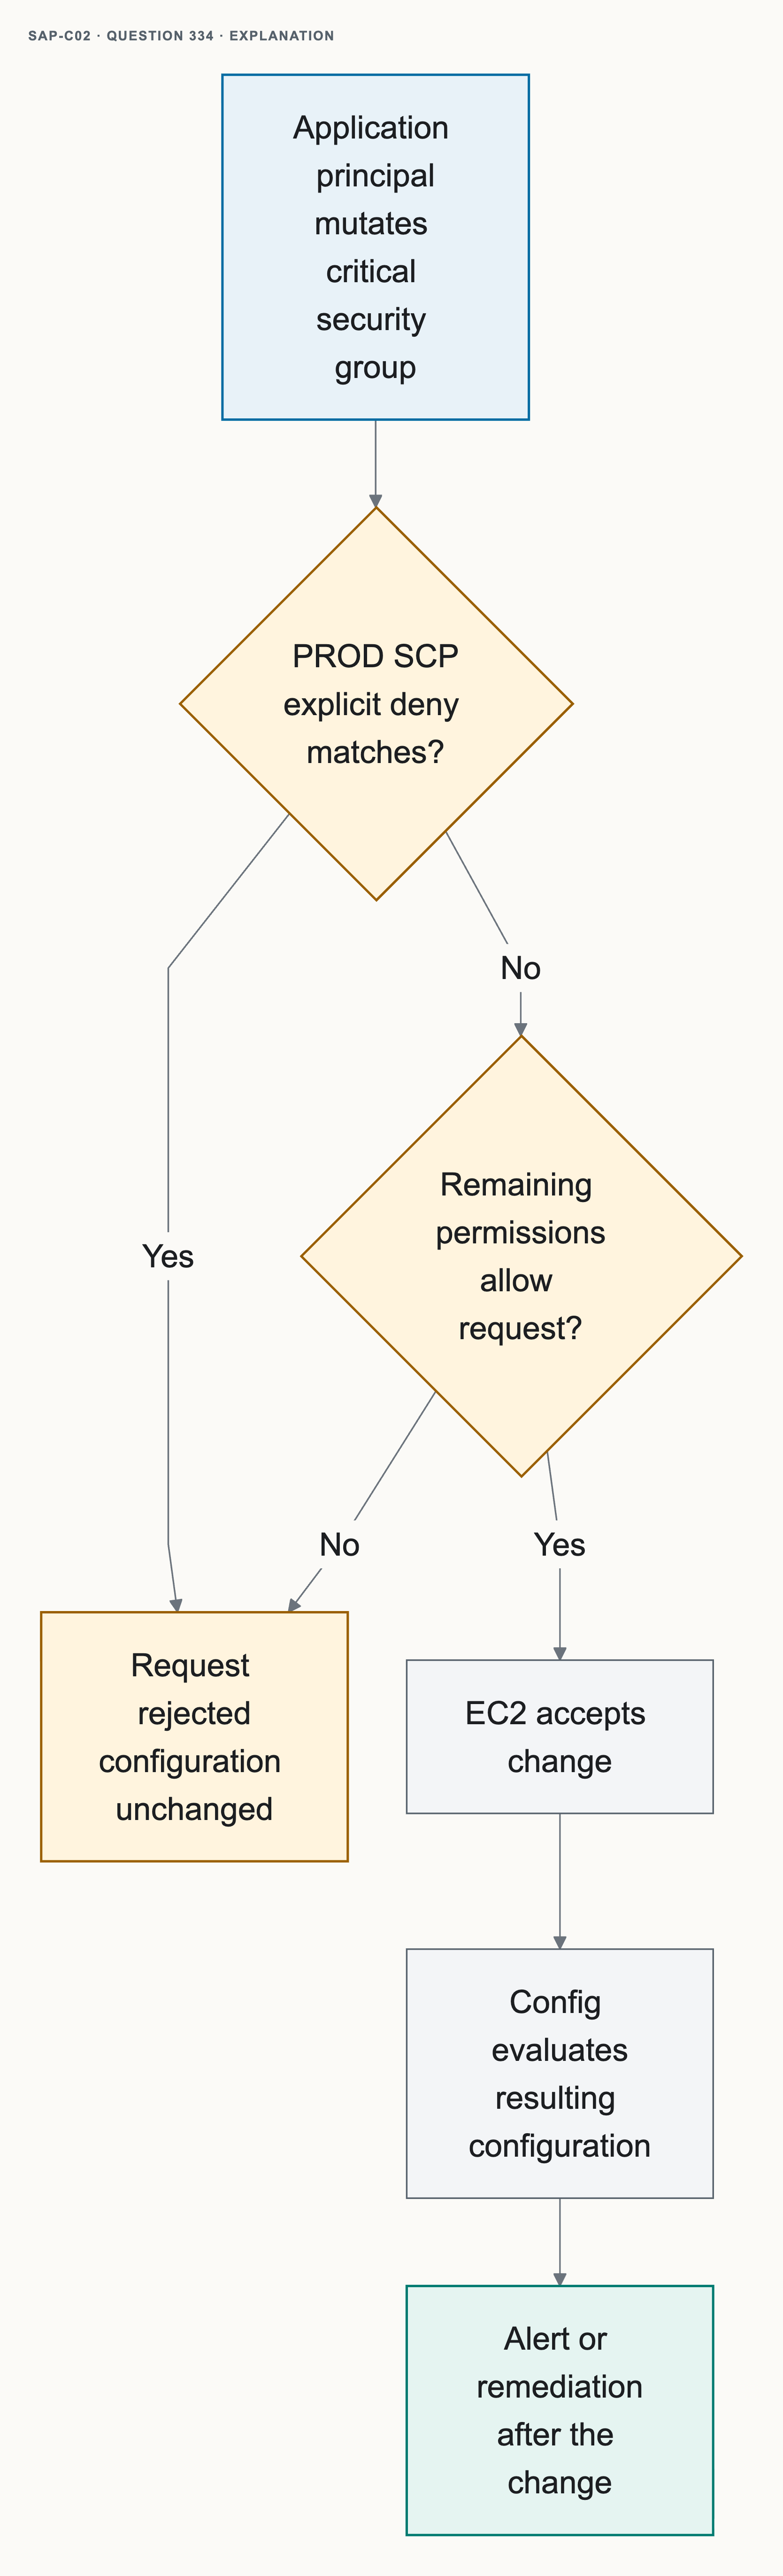 SAP-C02 · QUESTION 334 · EXPLANATION
Application
principal
mutates
critical
security
group
PROD SCP
explicit deny
matches?
No
Remaining
permissions
allow
request?
Yes
No
Yes
Request
rejected
configuration
unchanged
EC2 accepts
change
Config
evaluates
resulting
configuration
Alert or
remediation
after the
change